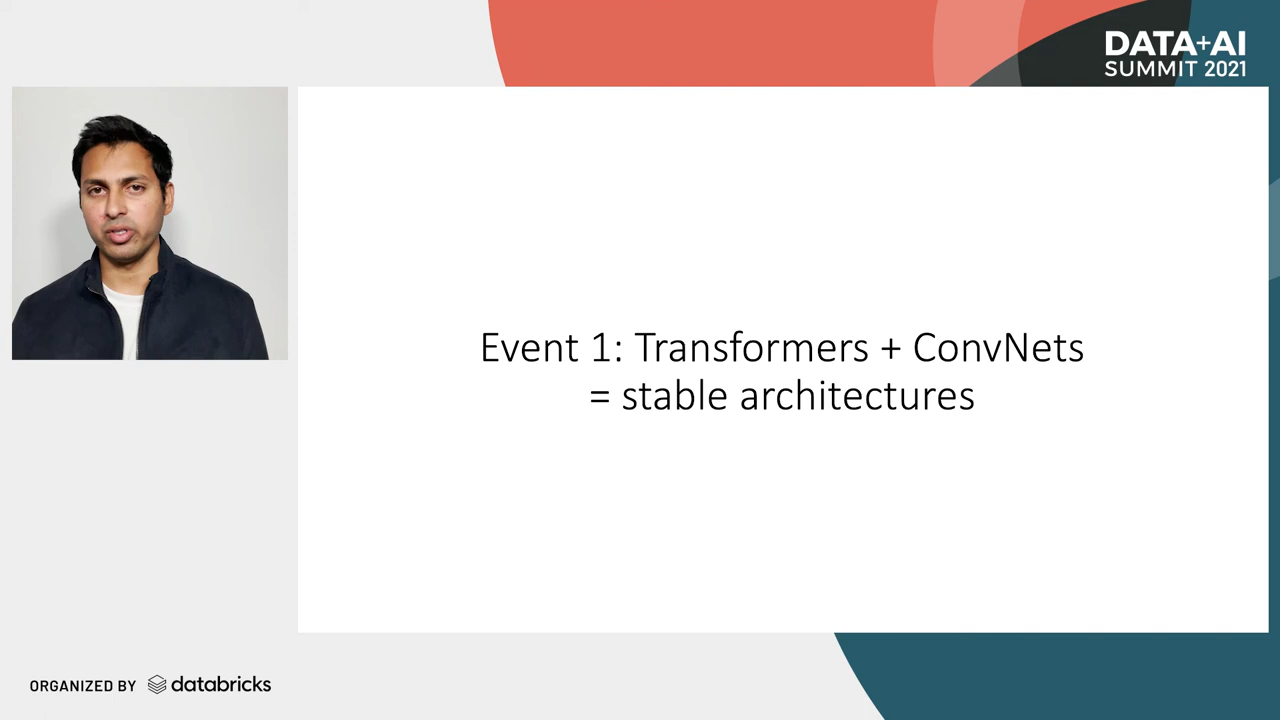 DATA+AI
SUMMIT 2021
Event 1: Transformers + ConvNets
= stable architectures
ORGANIZED BY databricks